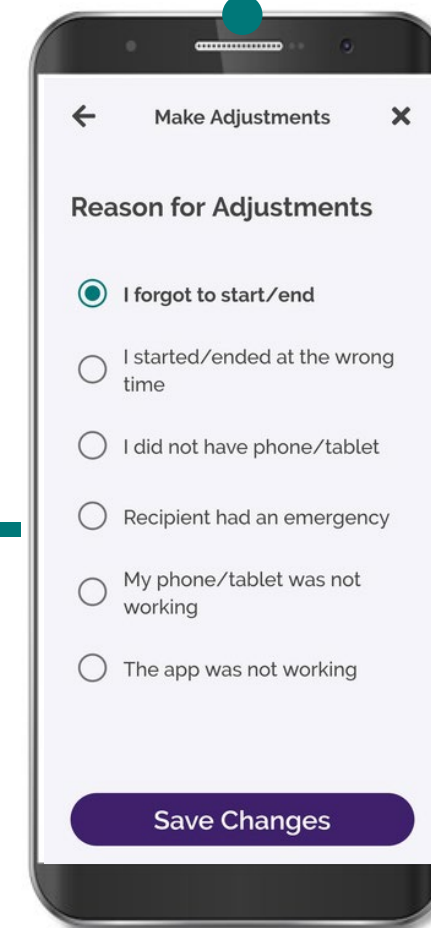 Make Adjustments
Reason for Adjustments
I forgot to start/end
I started/ended at the wrong
time
I did not have phone/tablet
Recipient had an emergency
My phone/tablet was not
working
The app was not working
Save Changes